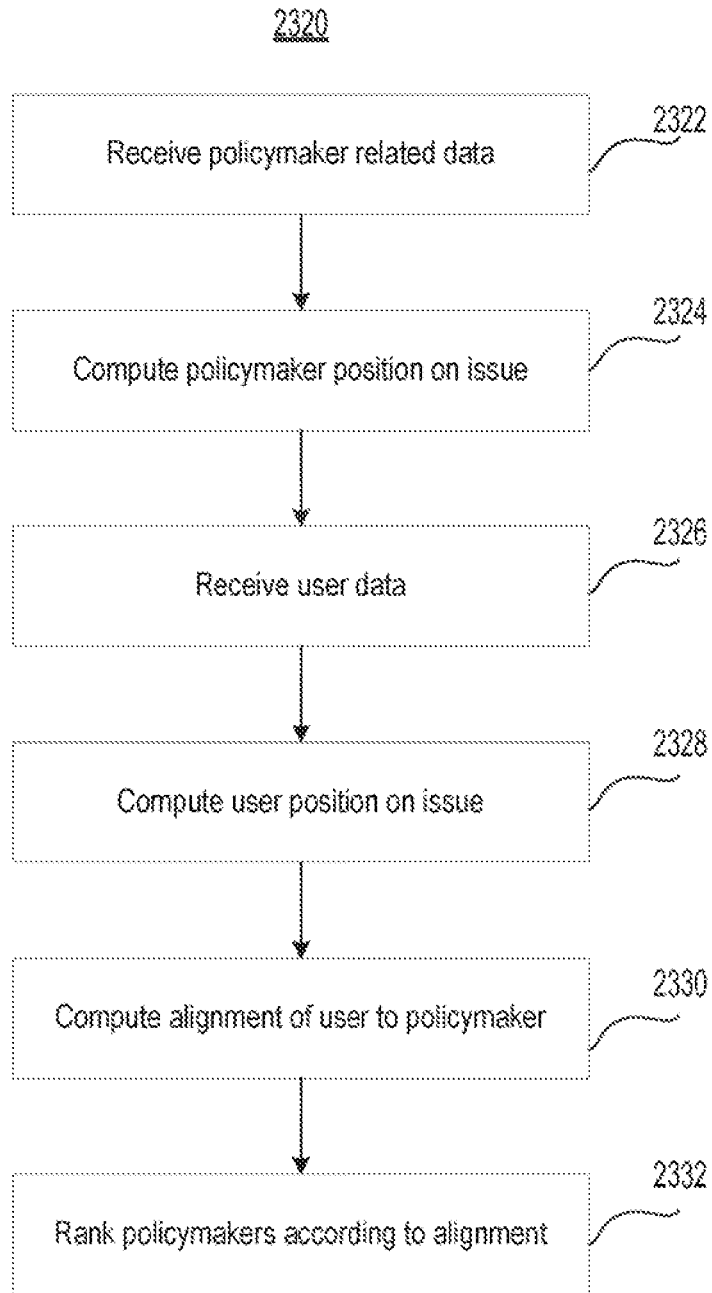 2320
2322
Receive policymaker related data
2324
Compute policymaker position on issue
2326
Receive user data
2328
Compute user position on issue
2330
Compute alignment of user to policymaker
2332
Rank policymakers according to alignment